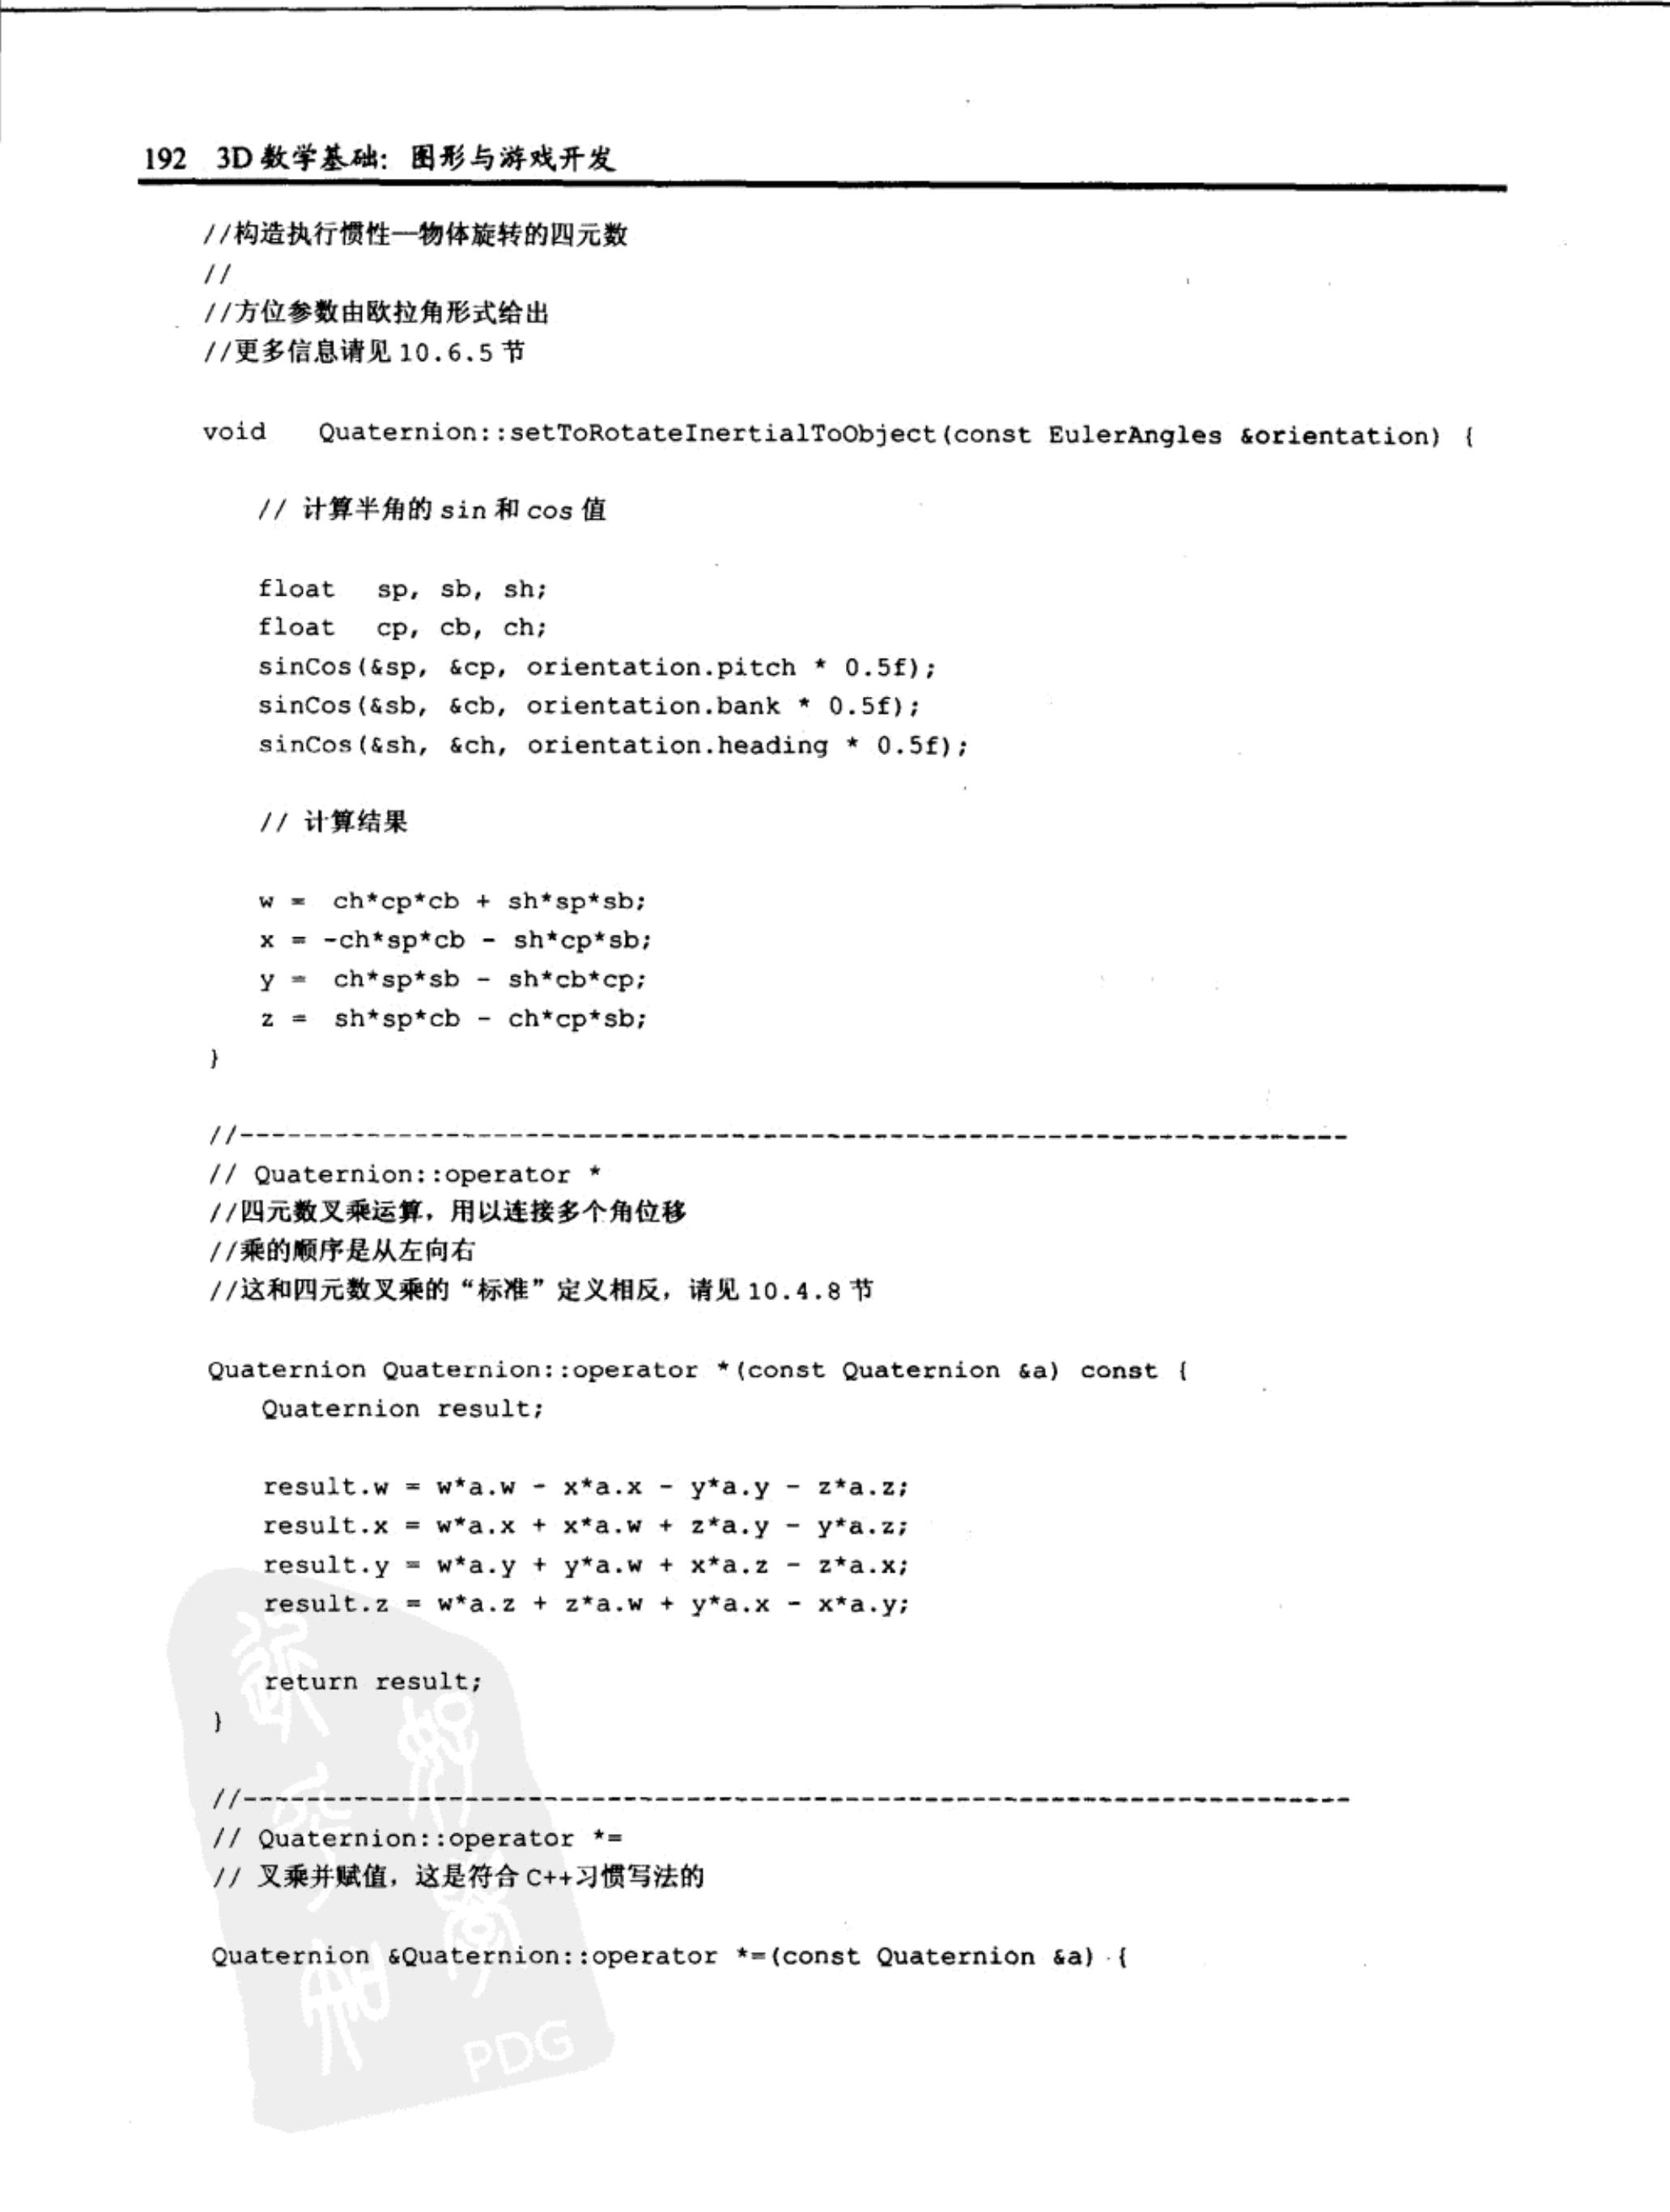 192 3D数学基础：图形与游戏开发
//构造执行惯性—物体旋转的四元数
//
//方位参数由欧拉角形式给出
//更多信息请见 10.6.5 节
void Quaternion::setToRotateInertialToObject(const EulerAngles &orientation) {
// 计算半角的 sin 和 cos 值
float sp, sb, sh;
float cp, cb, ch;
sinCos(&sp, &cp, orientation.pitch * 0.5f);
sinCos(&sb, &cb, orientation.bank * 0.5f);
sinCos(&sh, &ch, orientation.heading * 0.5f);
// 计算结果
w = ch*cp*cb + sh*sp*sb;
x = -ch*sp*cb - sh*cp*sb;
y = ch*sp*sb - sh*cb*cp;
z = sh*sp*cb - ch*cp*sb;
}
//----------------------------------------------------------------------
// Quaternion::operator *
//四元数叉乘运算，用以连接多个角位移
//乘的顺序是从左向右
//这和四元数叉乘的“标准”定义相反，请见 10.4.8 节
Quaternion Quaternion::operator *(const Quaternion &a) const {
Quaternion result;
result.w = w*a.w - x*a.x - y*a.y - z*a.z;
result.x = w*a.x + x*a.w + z*a.y - y*a.z;
result.y = w*a.y + y*a.w + x*a.z - z*a.x;
result.z = w*a.z + z*a.w + y*a.x - x*a.y;
return result;
}
//----------------------------------------------------------------------
// Quaternion::operator *=
// 叉乘并赋值，这是符合 C++习惯写法的
Quaternion &Quaternion::operator *=(const Quaternion &a) {
PDG